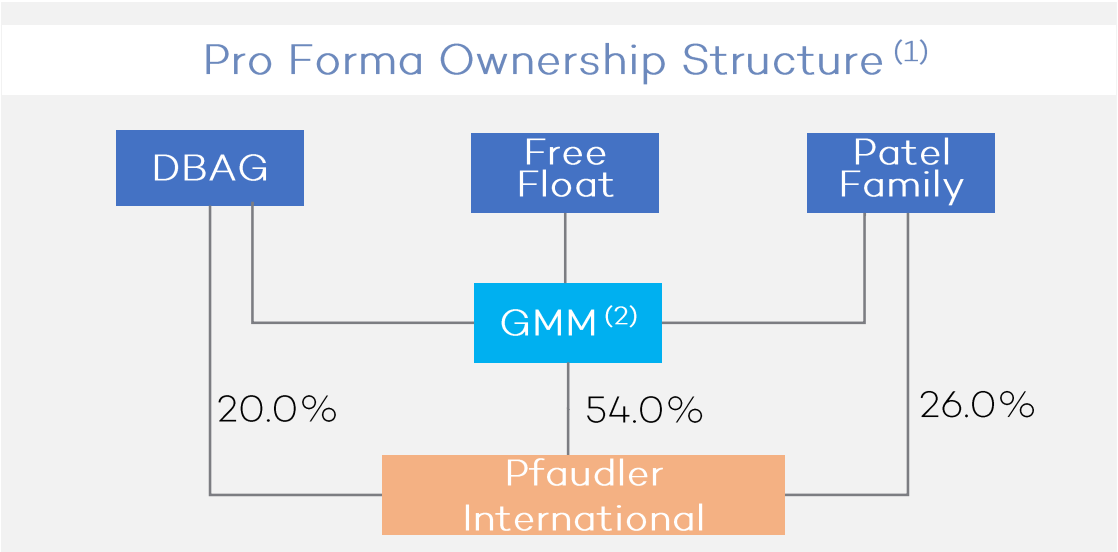 Pro Forma Ownership Structure (1)
DBAG
Free
Float
Patel
Family
GMM (2)
20.0%
54.0%
26.0%
Pfaudler
International